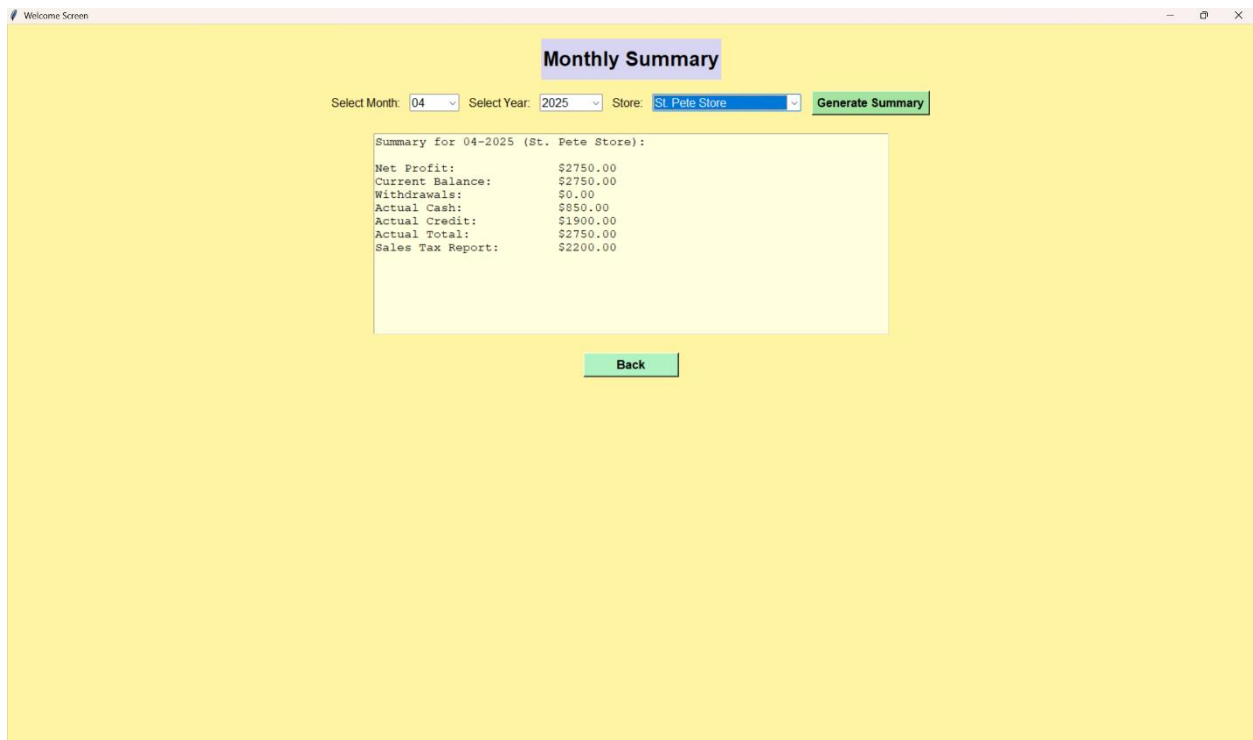 Welcome Screen
Monthly Summary
Select Month: 04 Select Year: 2025 Store: St. Pete Store Generate Summary
Summary for 04-2025 (St. Pete Store):
Net Profit: $2750.00
Current Balance: $2750.00
Withdrawals: $0.00
Actual Cash: $850.00
Actual Credit: $1900.00
Actual Total: $2750.00
Sales Tax Report: $2200.00
Back